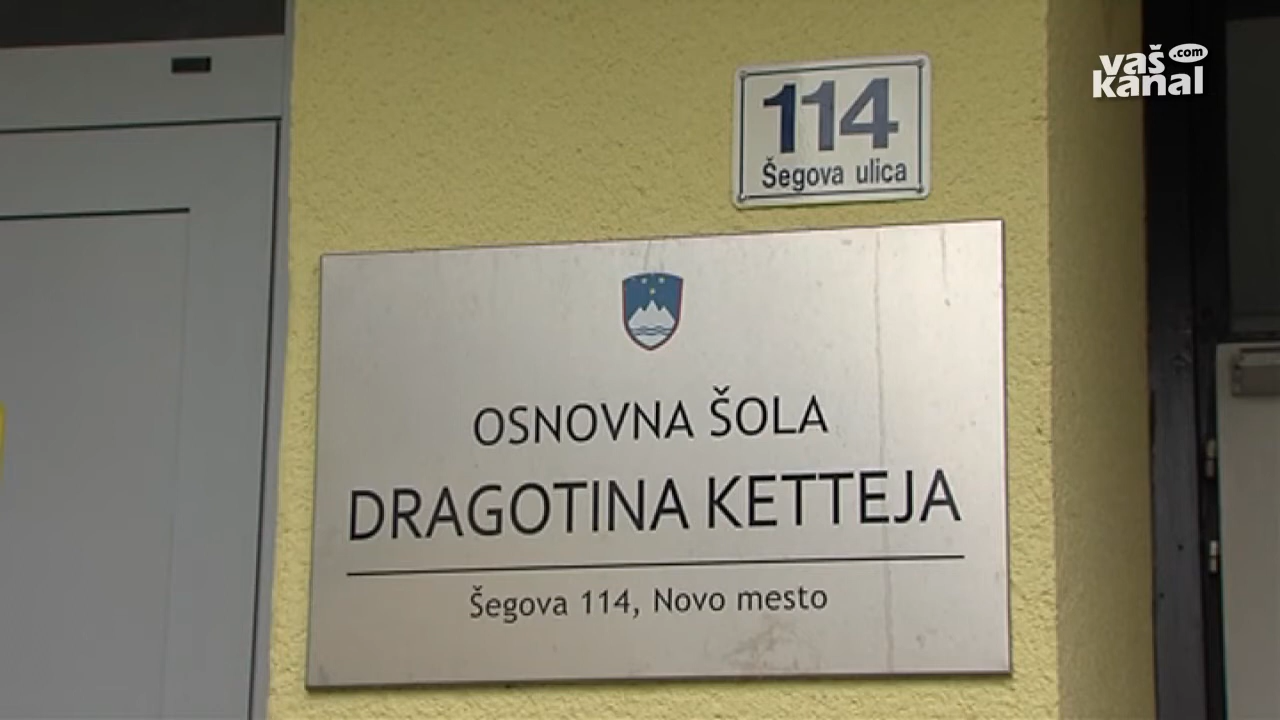 vaš
.com
kanal
114
Šegova ulica
OSNOVNA ŠOLA
DRAGOTINA KETTEJA
Šegova 114, Novo mesto